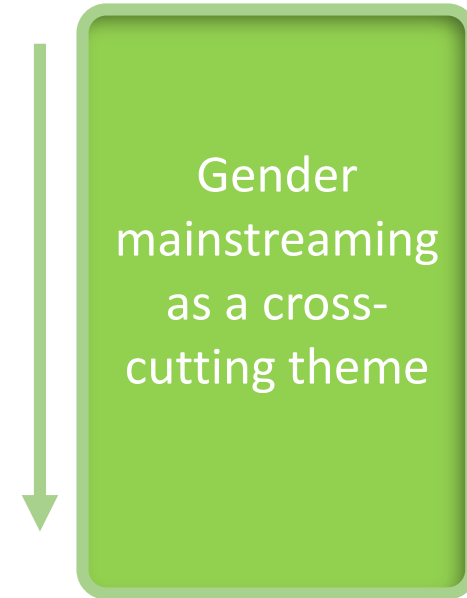 Gender
mainstreaming
as a cross-
cutting theme